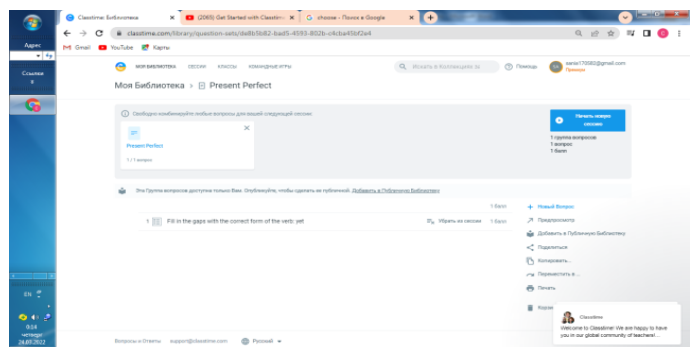 Classtime: Библиотека
(2065) Get Started with Classtim
choose - Поиск в Google
classtime.com/library/question-sets/de8b5b82-bad5-4593-802b-c4cba45bf2e4
M Gmail YouTube Карты
Адрес
Ссылки
МОЯ БИБЛИОТЕКА СЕССИИ КЛАССЫ КОМАНДНЫЕ ИГРЫ
Искать в Коллекциях за
Помощь
Премиум
Моя Библиотека › Present Perfect
Свободно комбинируйте любые вопросы для вашей следующей сессии:
Present Perfect
1 / 1 вопрос
Начать новую сессию
1 группа вопросов
1 вопрос
1 балл
Эта Группа вопросов доступна только Вам. Опубликуйте, чтобы сделать ее публичной. Добавить в Публичную Библиотеку
1 балл
1 Fill in the gaps with the correct form of the verb: yet
Убрать из сессии 1 балл
+ Новый Вопрос
Предпросмотр
Добавить в Публичную Библиотеку
Поделиться
Копировать...
Переместить в ...
Печать
Classtime
Welcome to Classtime! We are happy to have
you in our global community of teachers!...
Вопросы и Ответы support@classtime.com Русский
EN
0:14
четверг
24.03.2022